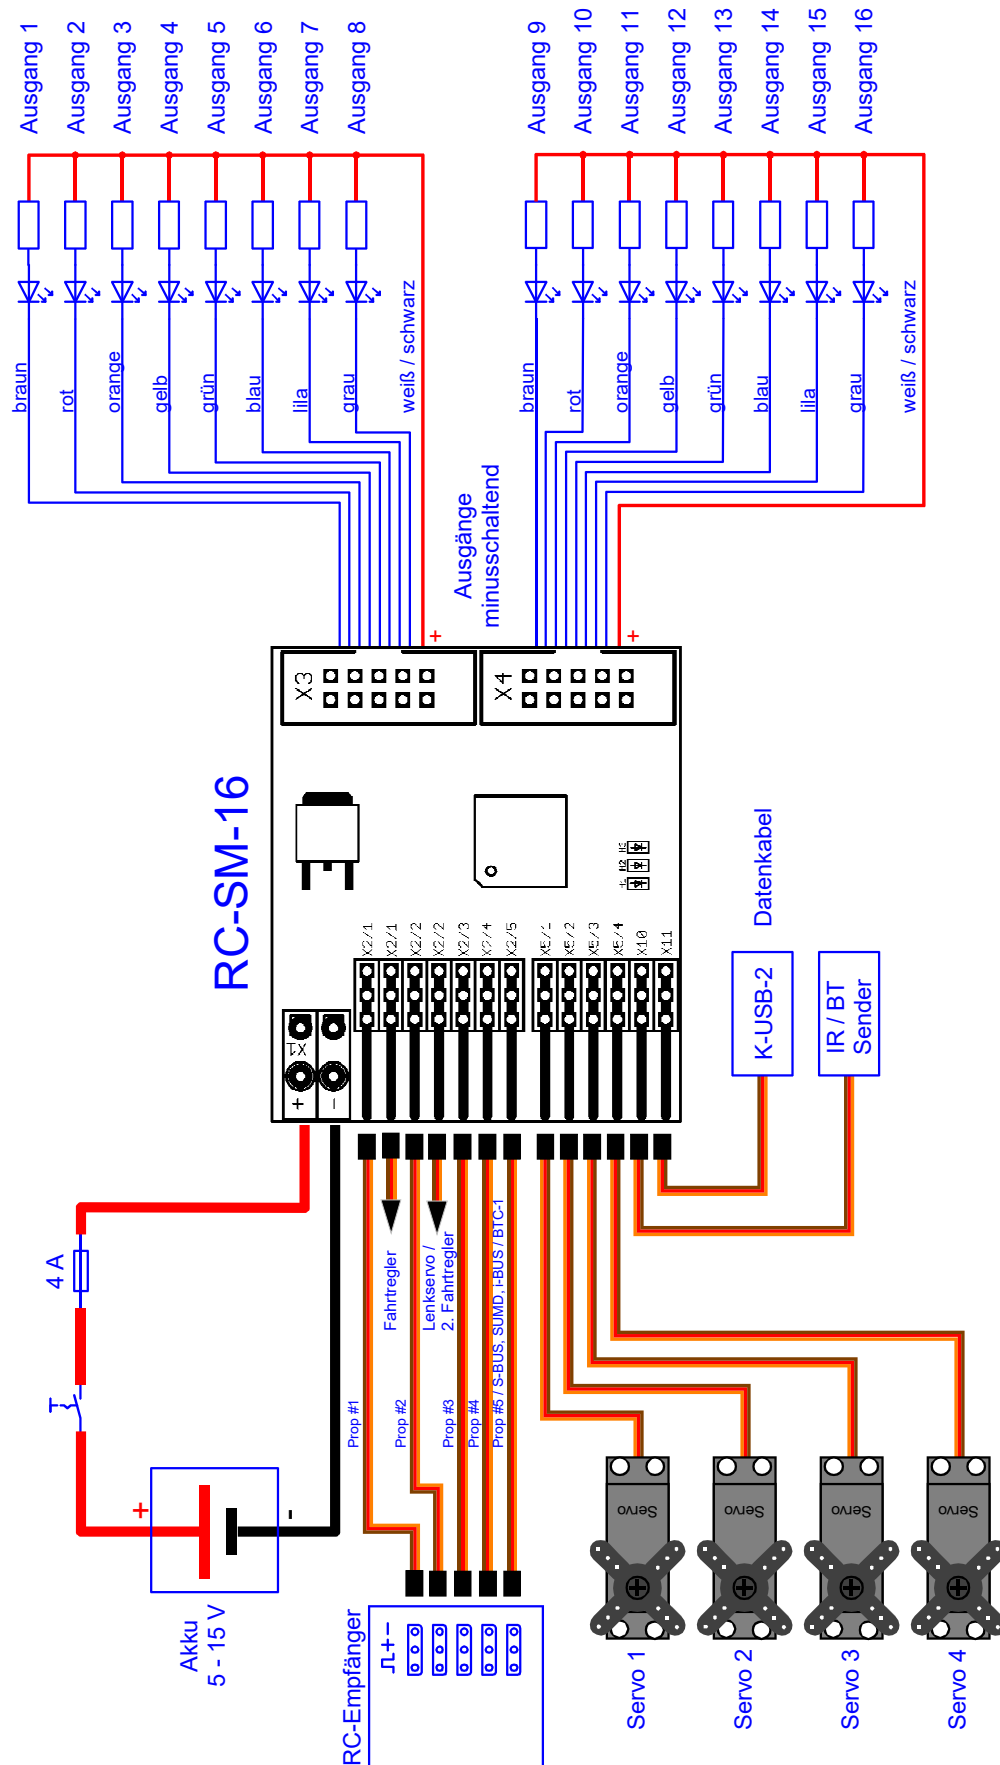 Ausgang 1
Ausgang 2
Ausgang 3
Ausgang 4
Ausgang 5
Ausgang 6
Ausgang 7
Ausgang 8
Ausgang 9
Ausgang 10
Ausgang 11
Ausgang 12
Ausgang 13
Ausgang 14
Ausgang 15
Ausgang 16
braun
rot
orange
gelb
grün
blau
lila
grau
weiß / schwarz
braun
rot
orange
gelb
grün
blau
lila
grau
weiß / schwarz
Ausgänge
minusschaltend
+
+
X3
X4
RC-SM-16
H3
H2
X2/1
X2/1
X2/2
X2/2
X2/3
X2/4
X2/5
X5/1
X5/2
X5/3
X5/4
X10
X11
X1
+
-
Datenkabel
K-USB-2
IR / BT
Sender
4 A
Fahrtregler
Lenkservo /
2. Fahrtregler
Prop #1
Prop #2
Prop #3
Prop #4
Prop #5 / S-BUS, SUMD, i-BUS / BTC-1
+
-
Akku
5 - 15 V
RC-Empfänger
+
-
Servo
Servo
Servo
Servo
Servo 1
Servo 2
Servo 3
Servo 4